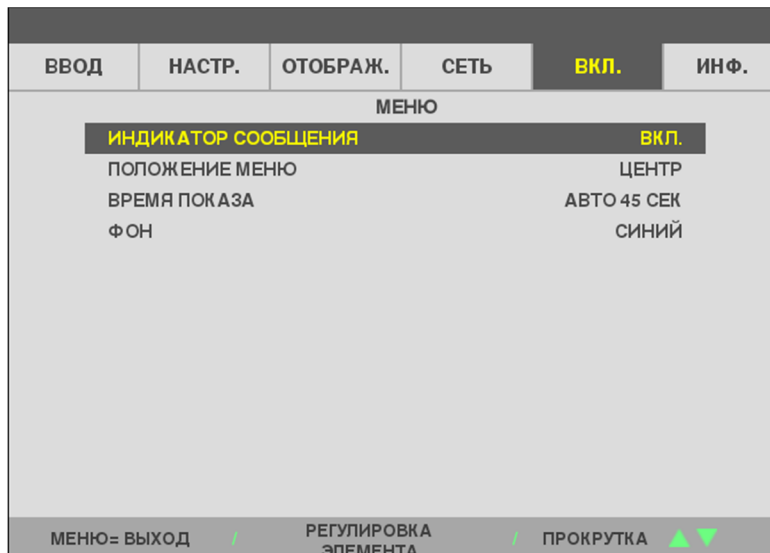 ВВОД НАСТР. ОТОБРАЖ. СЕТЬ ВКЛ. ИНФ.
МЕНЮ
ИНДИКАТОР СООБЩЕНИЯ ВКЛ.
ПОЛОЖЕНИЕ МЕНЮ ЦЕНТР
ВРЕМЯ ПОКАЗА АВТО 45 СЕК
ФОН СИНИЙ
МЕНЮ= ВЫХОД / РЕГУЛИРОВКА ЭЛЕМЕНТА / ПРОКРУТКА